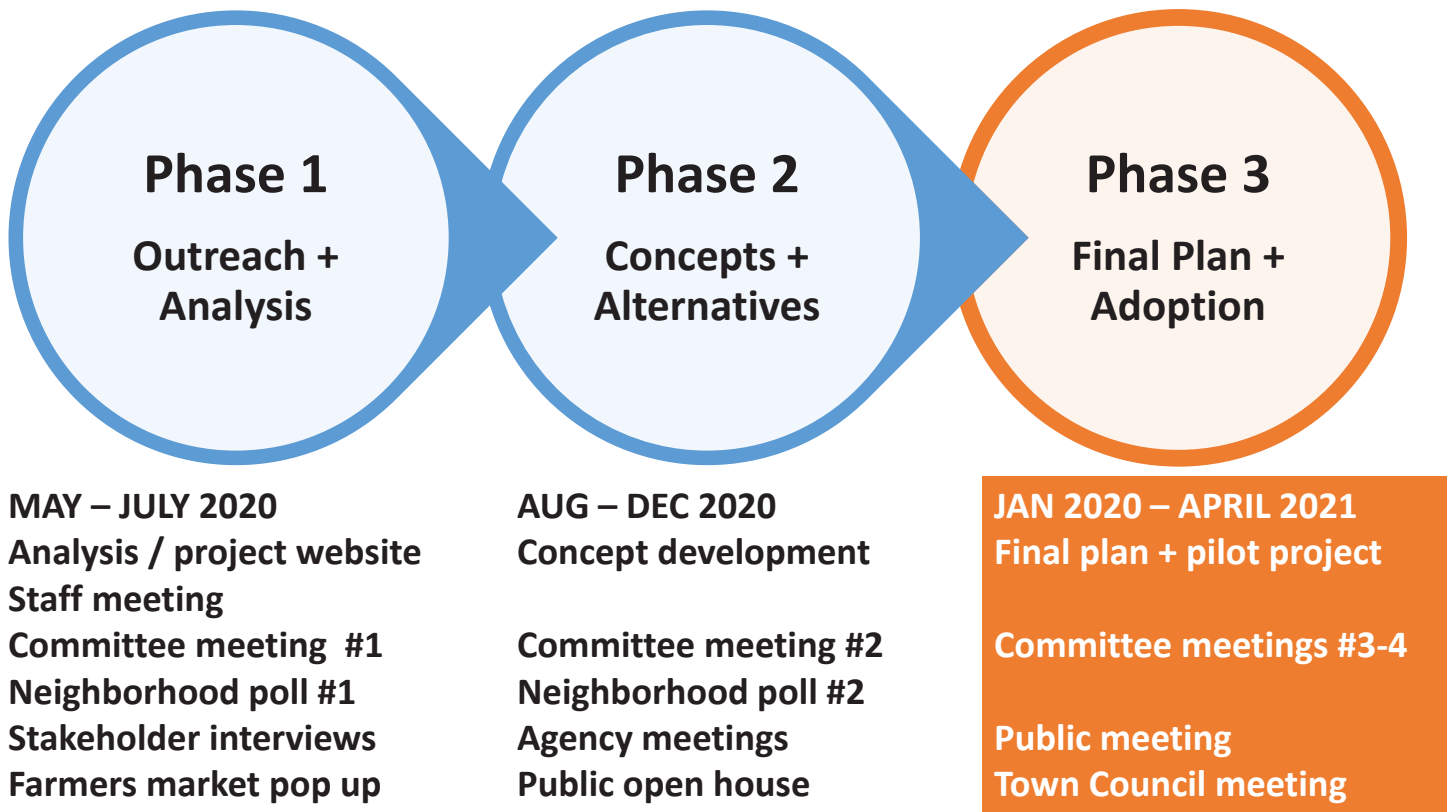 Phase 1
Outreach +
Analysis
Phase 2
Concepts +
Alternatives
Phase 3
Final Plan +
Adoption
MAY – JULY 2020
Analysis / project website
Staff meeting
Committee meeting #1
Neighborhood poll #1
Stakeholder interviews
Farmers market pop up
AUG – DEC 2020
Concept development
Committee meeting #2
Neighborhood poll #2
Agency meetings
Public open house
JAN 2020 – APRIL 2021
Final plan + pilot project
Committee meetings #3-4
Public meeting
Town Council meeting